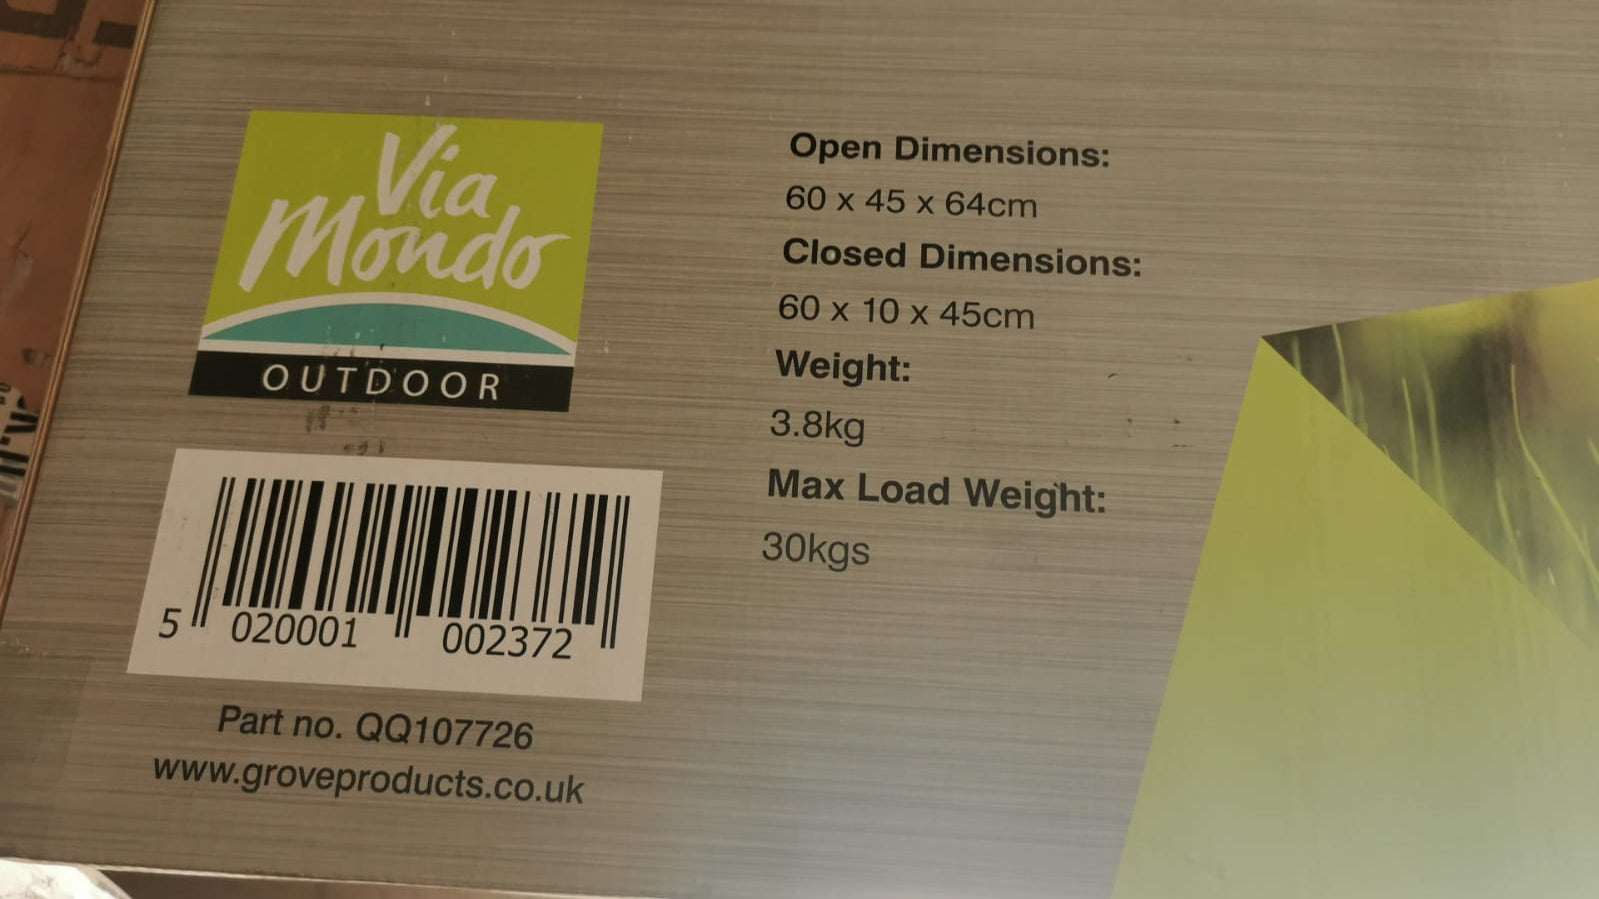 Via
Mondo
OUTDOOR
5 020001 002372
Part no. QQ107726
www.groveproducts.co.uk
Open Dimensions:
60 x 45 x 64cm
Closed Dimensions:
60 x 10 x 45cm
Weight:
3.8kg
Max Load Weight:
30kgs